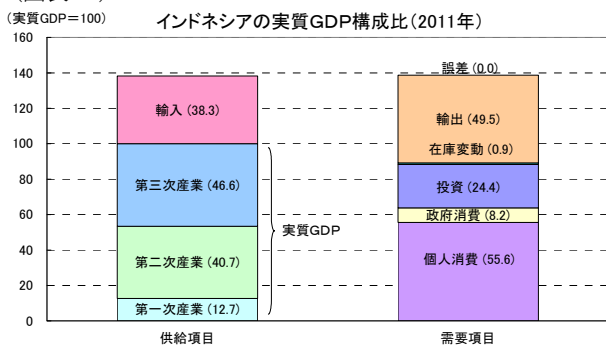 (実質GDP=100)
インドネシアの実質GDP構成比(2011年)
160
140
120
100
80
60
40
20
0
輸入 (38.3)
第三次産業 (46.6)
第二次産業 (40.7)
第一次産業 (12.7)
実質GDP
誤差 (0.0)
輸出 (49.5)
在庫変動 (0.9)
投資 (24.4)
政府消費 (8.2)
個人消費 (55.6)
供給項目
需要項目